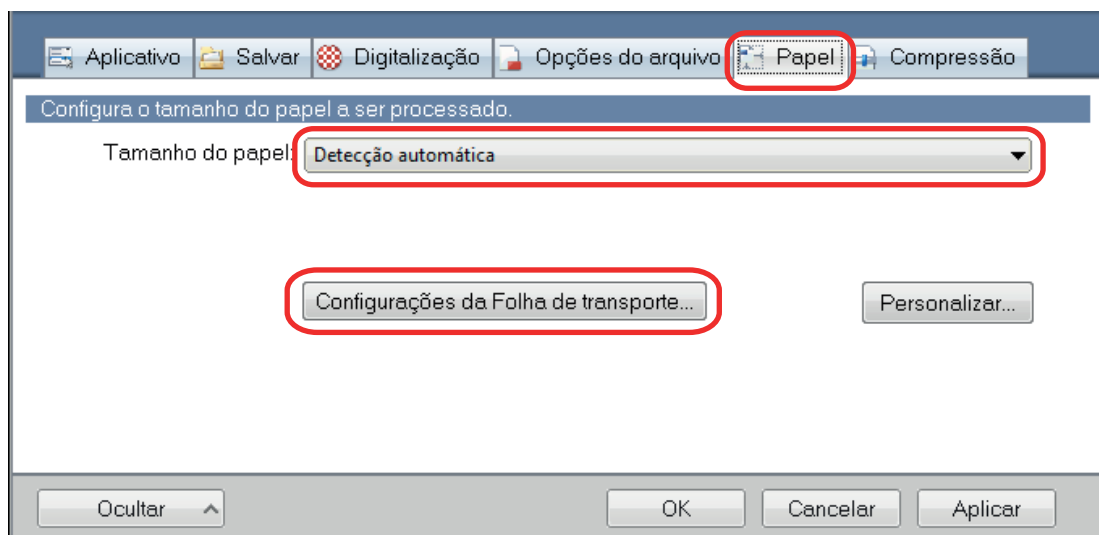 Aplicativo Salvar Digitalização Opções do arquivo Papel Compressão
Configura o tamanho do papel a ser processado.
Tamanho do papel: Detecção automática
Configurações da Folha de transporte... Personalizar...
Ocultar OK Cancelar Aplicar